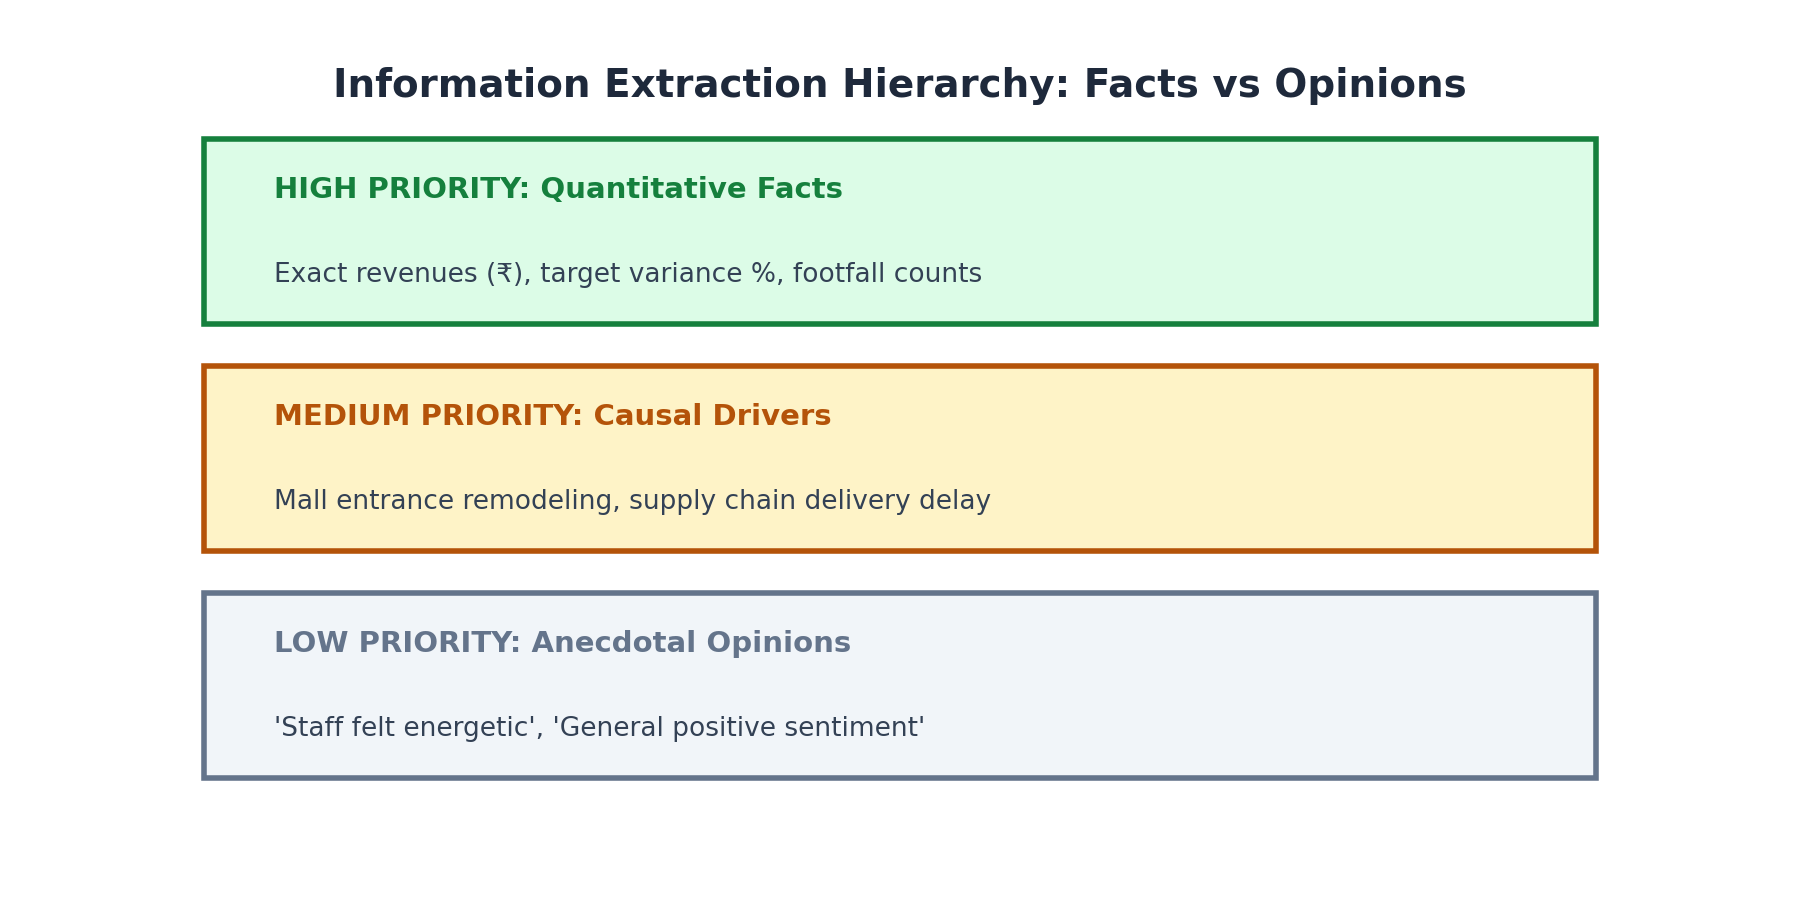 Information Extraction Hierarchy: Facts vs Opinions
HIGH PRIORITY: Quantitative Facts
Exact revenues (₹), target variance %, footfall counts
MEDIUM PRIORITY: Causal Drivers
Mall entrance remodeling, supply chain delivery delay
LOW PRIORITY: Anecdotal Opinions
'Staff felt energetic', 'General positive sentiment'